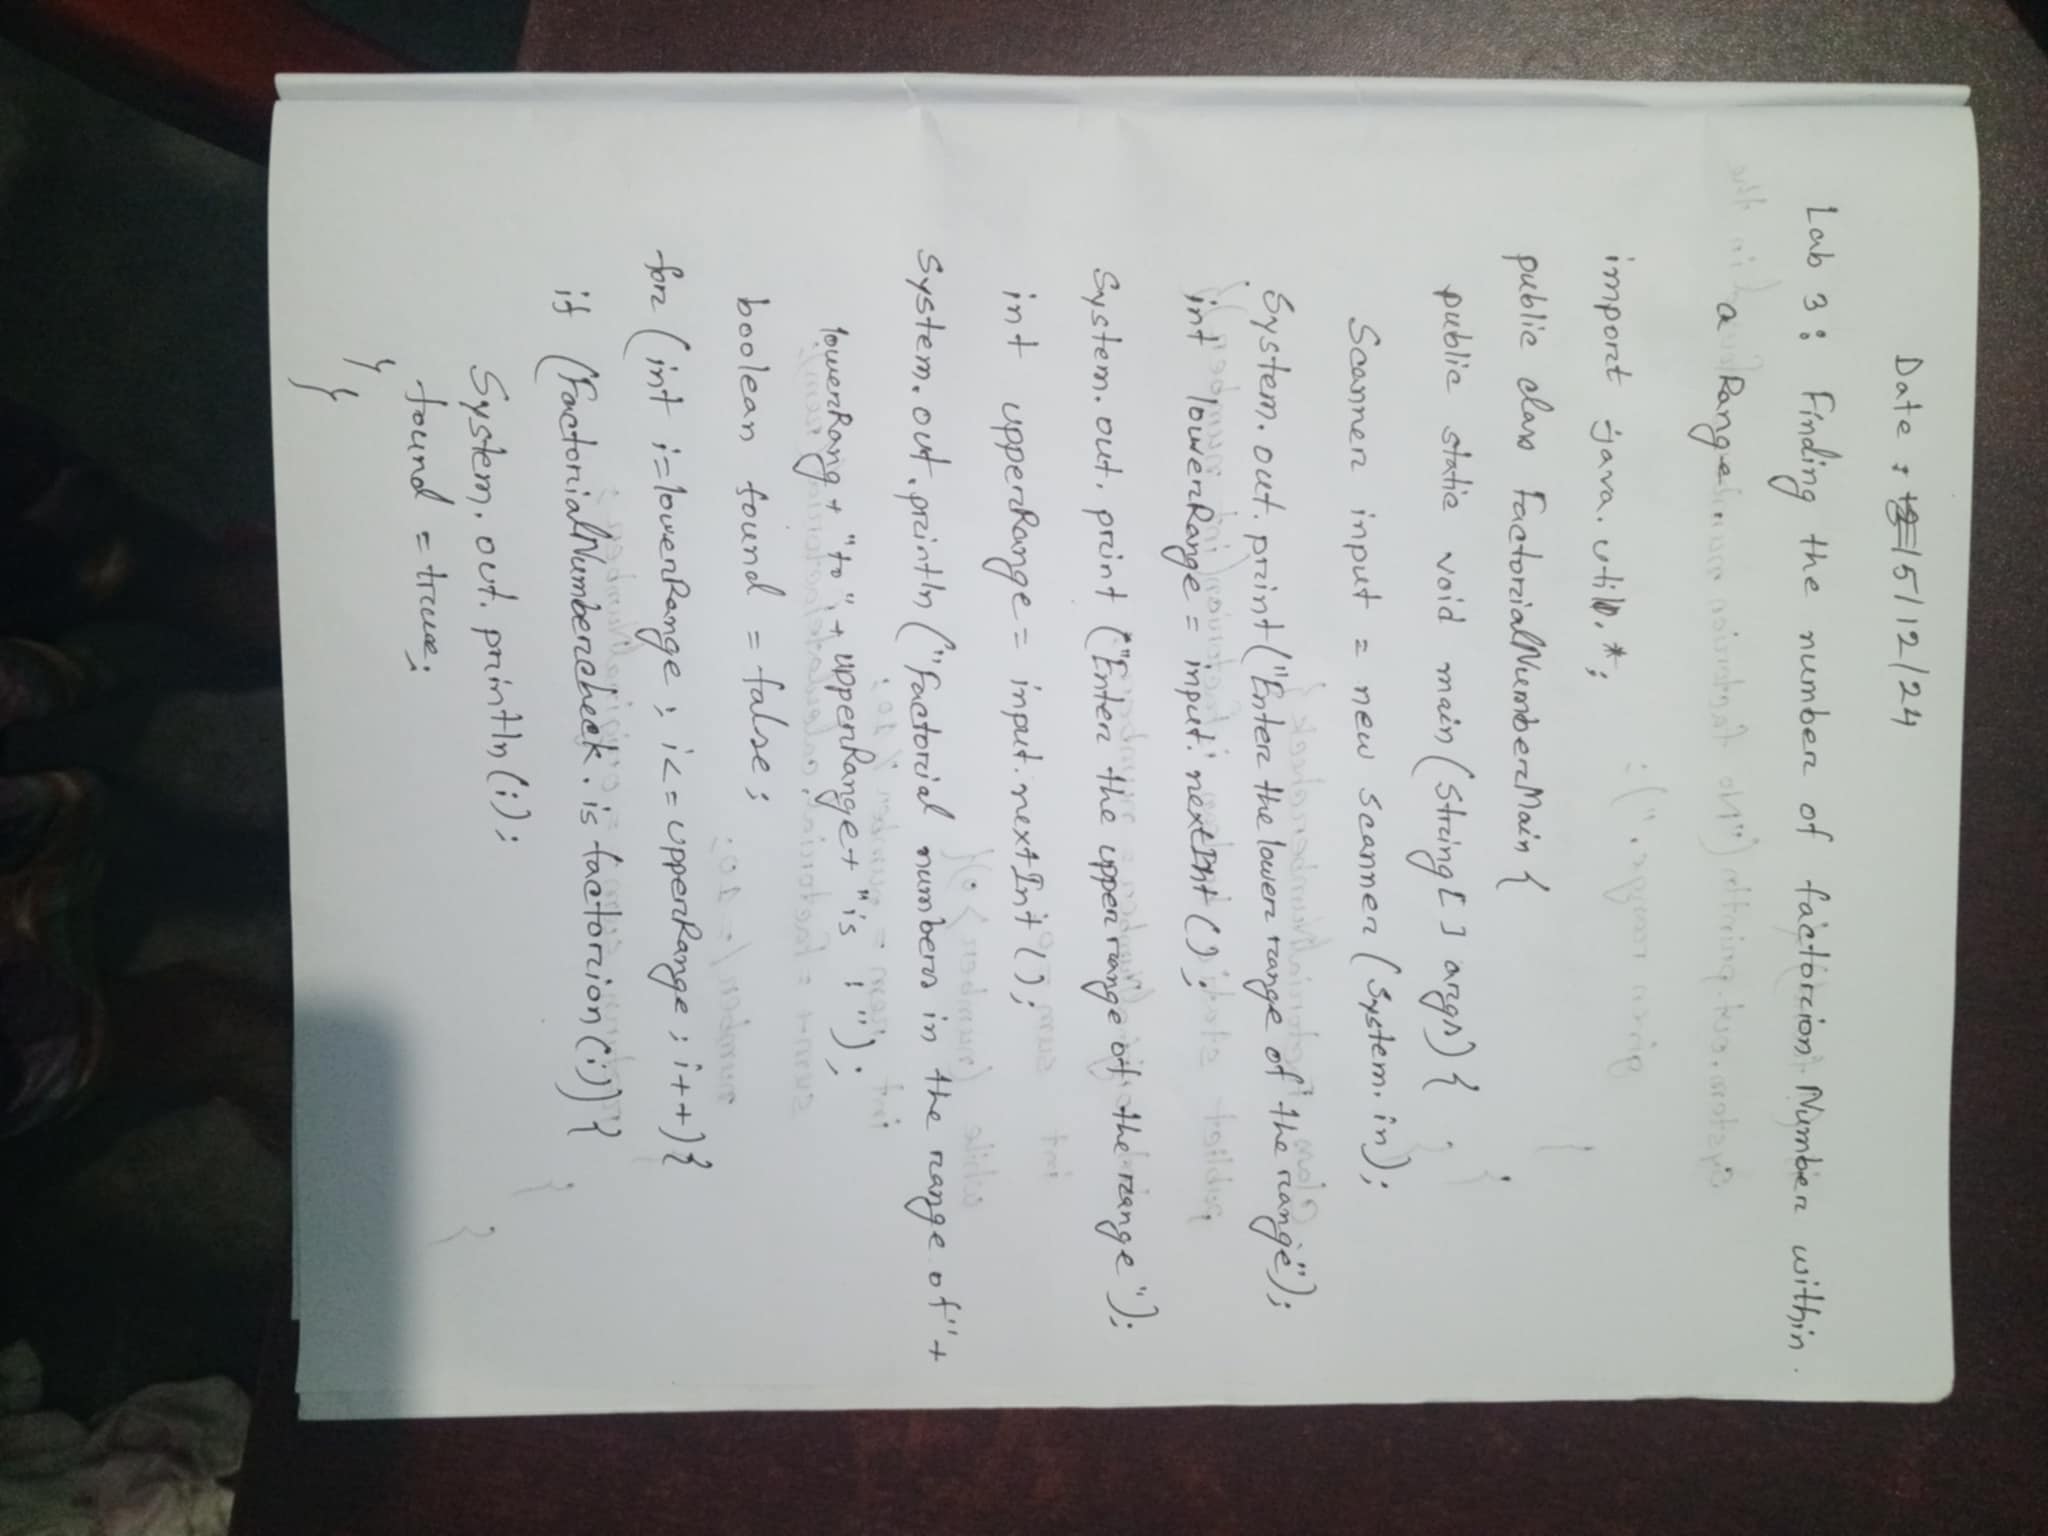 Date : 15/12/24
Lab 3 : Finding the number of factorion Number within
a Range
import java.util.*;
public class FactorialNumberMain {
public static void main(String[] args) {
Scanner input = new scanner (system.in);
System.out.print("Enter the lower range of the range");
int lowerRange = input.nextInt();
System.out.print("Enter the upper range of the range");
int upperRange = input.nextInt();
System.out.println("Factorial numbers in the range of"+
lowerRang + "to" + upperRange+ "is : ");
boolean found = false;
for (int i=lowerRange; i<=upperRange; i++){
if (FactorialNumbercheck.isfactorion(i)){
System.out.println(i);
found = true;
}
}